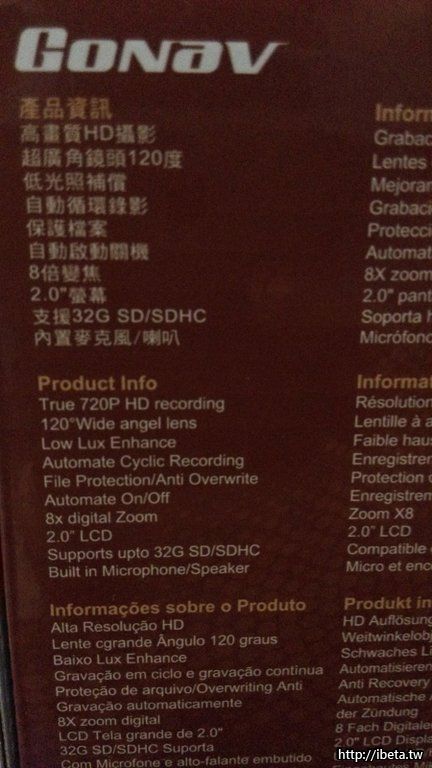 GONAV
產品資訊
高畫質HD攝影
超廣角鏡頭120度
低光照補償
自動循環錄影
保護檔案
自動啟動關機
8倍變焦
2.0"螢幕
支援32G SD/SDHC
內置麥克風/喇叭
Product Info
True 720P HD recording
120°Wide angel lens
Low Lux Enhance
Automate Cyclic Recording
File Protection/Anti Overwrite
Automate On/Off
8x digital Zoom
2.0" LCD
Supports upto 32G SD/SDHC
Built in Microphone/Speaker
Informações sobre o Produto
Alta Resolução HD
Lente cgrande Ângulo 120 graus
Baixo Lux Enhance
Gravação em ciclo e gravação continua
Proteção de arquivo/Overwriting Anti
Gravação automaticamente
8X zoom digital
LCD Tela grande de 2.0"
32G SD/SDHC Suporta
Com Microfone e alto-falante embutido
Inform
Grabac
Lentes
Mejorar
Grabaci
Protecci
Automat
8X zoom
2.0" pant
Soporta h
Micrófono
Informat
Résolution
Lentille à a
Faible haus
Enregistrer
Protection
Enregistrem
Zoom X8
2.0" LCD
Compatible
Micro et enc
Produkt in
HD Auflösung
Weitwinkelobj
Schwaches Li
Automatisieren
Anti Recovery
Automatische
der Zündung
8 Fach Digitale
2.0" LCD Displa
http://ibeta.tw